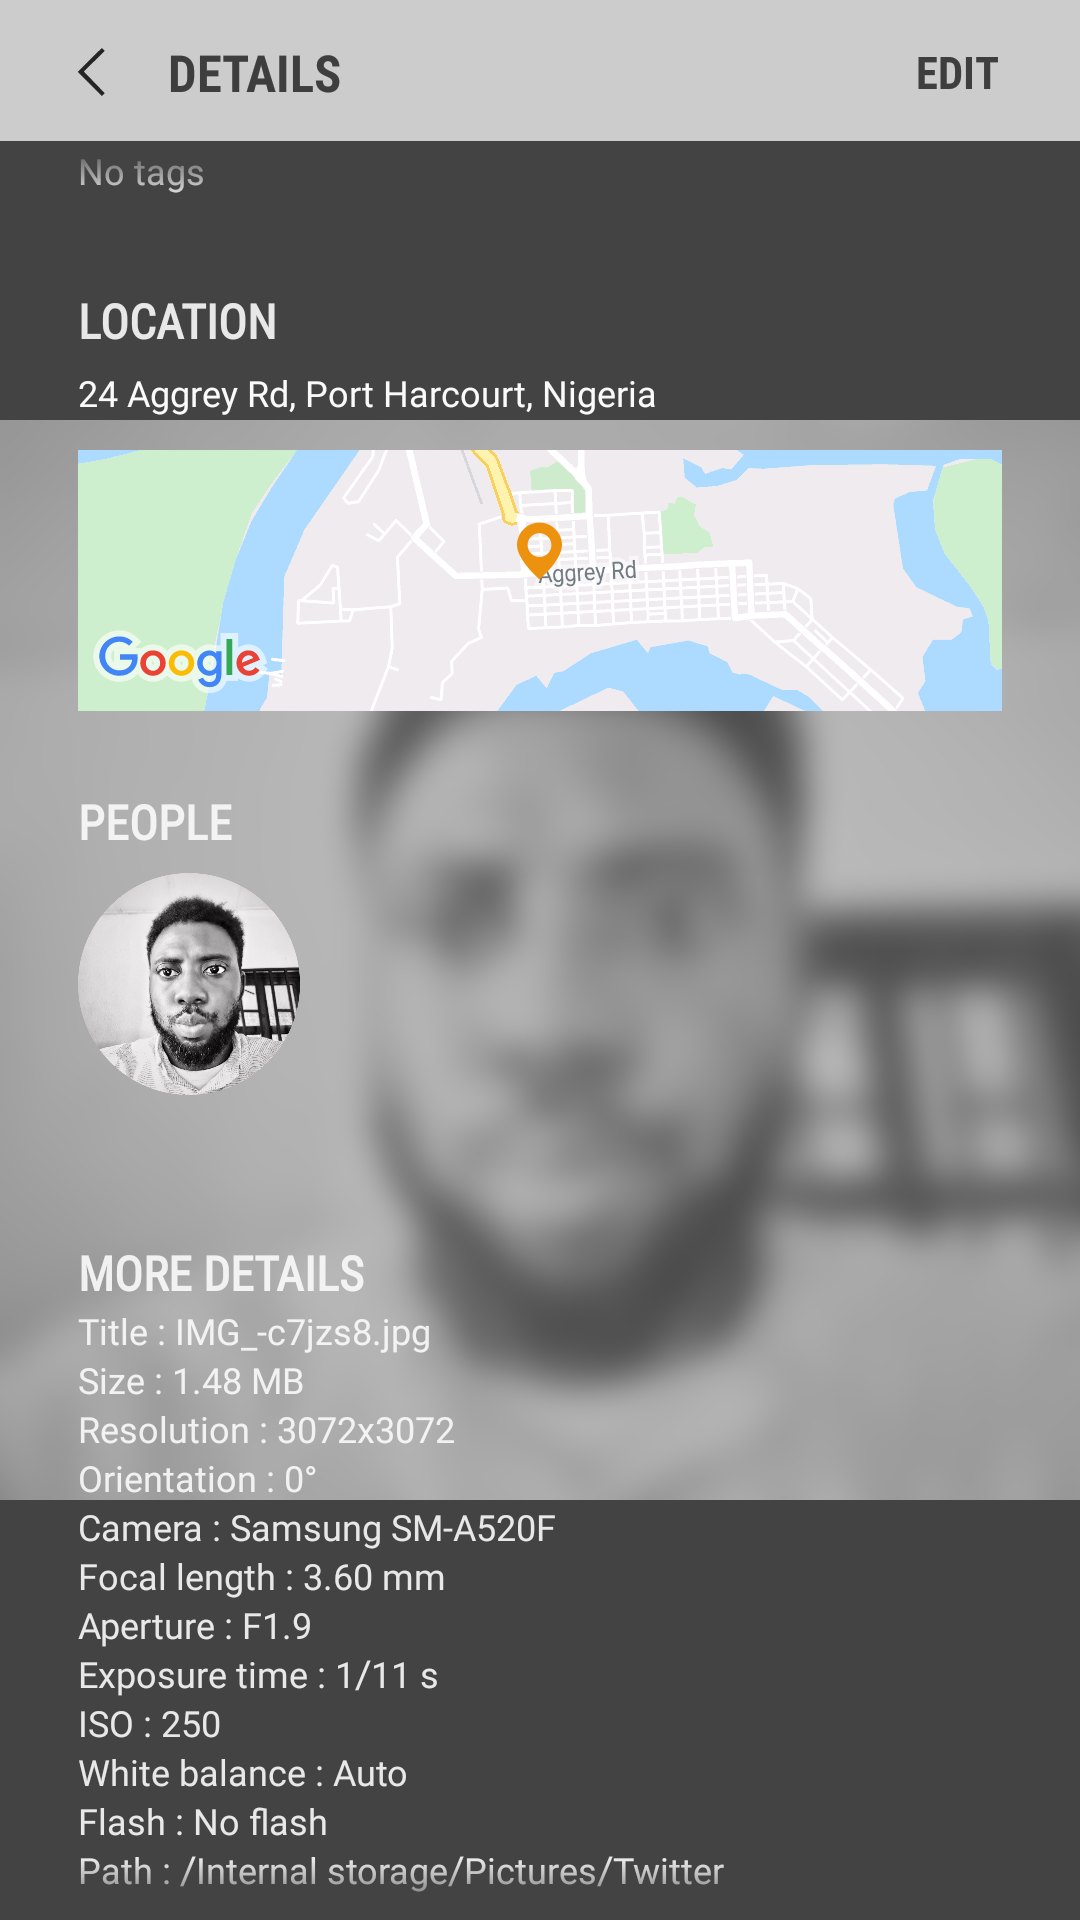 DETAILS
EDIT
No tags
LOCATION
24 Aggrey Rd, Port Harcourt, Nigeria
Aggrey Rd
Google
PEOPLE
MORE DETAILS
Title : IMG_-c7jzs8.jpg
Size : 1.48 MB
Resolution : 3072x3072
Orientation : 0°
Camera : Samsung SM-A520F
Focal length : 3.60 mm
Aperture : F1.9
Exposure time : 1/11 s
ISO : 250
White balance : Auto
Flash : No flash
Path : /Internal storage/Pictures/Twitter